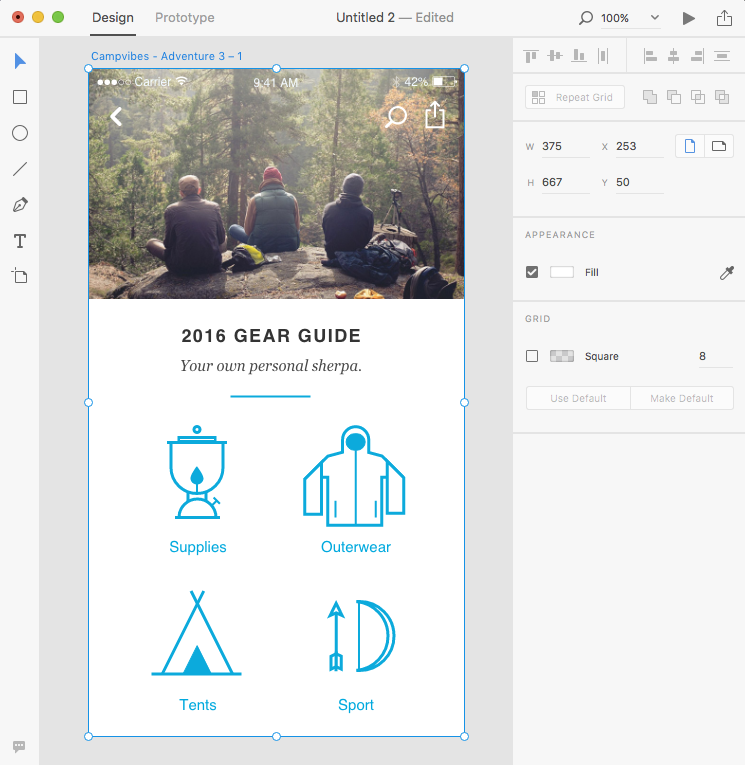 Design Prototype Untitled 2 — Edited 100%
Campvibes - Adventure 3 – 1
Carrier 9:41 AM 42%
Repeat Grid
W 375 X 253
H 667 Y 50
APPEARANCE
Fill
GRID
Square 8
Use Default Make Default
2016 GEAR GUIDE
Your own personal sherpa.
Supplies Outerwear
Tents Sport
T